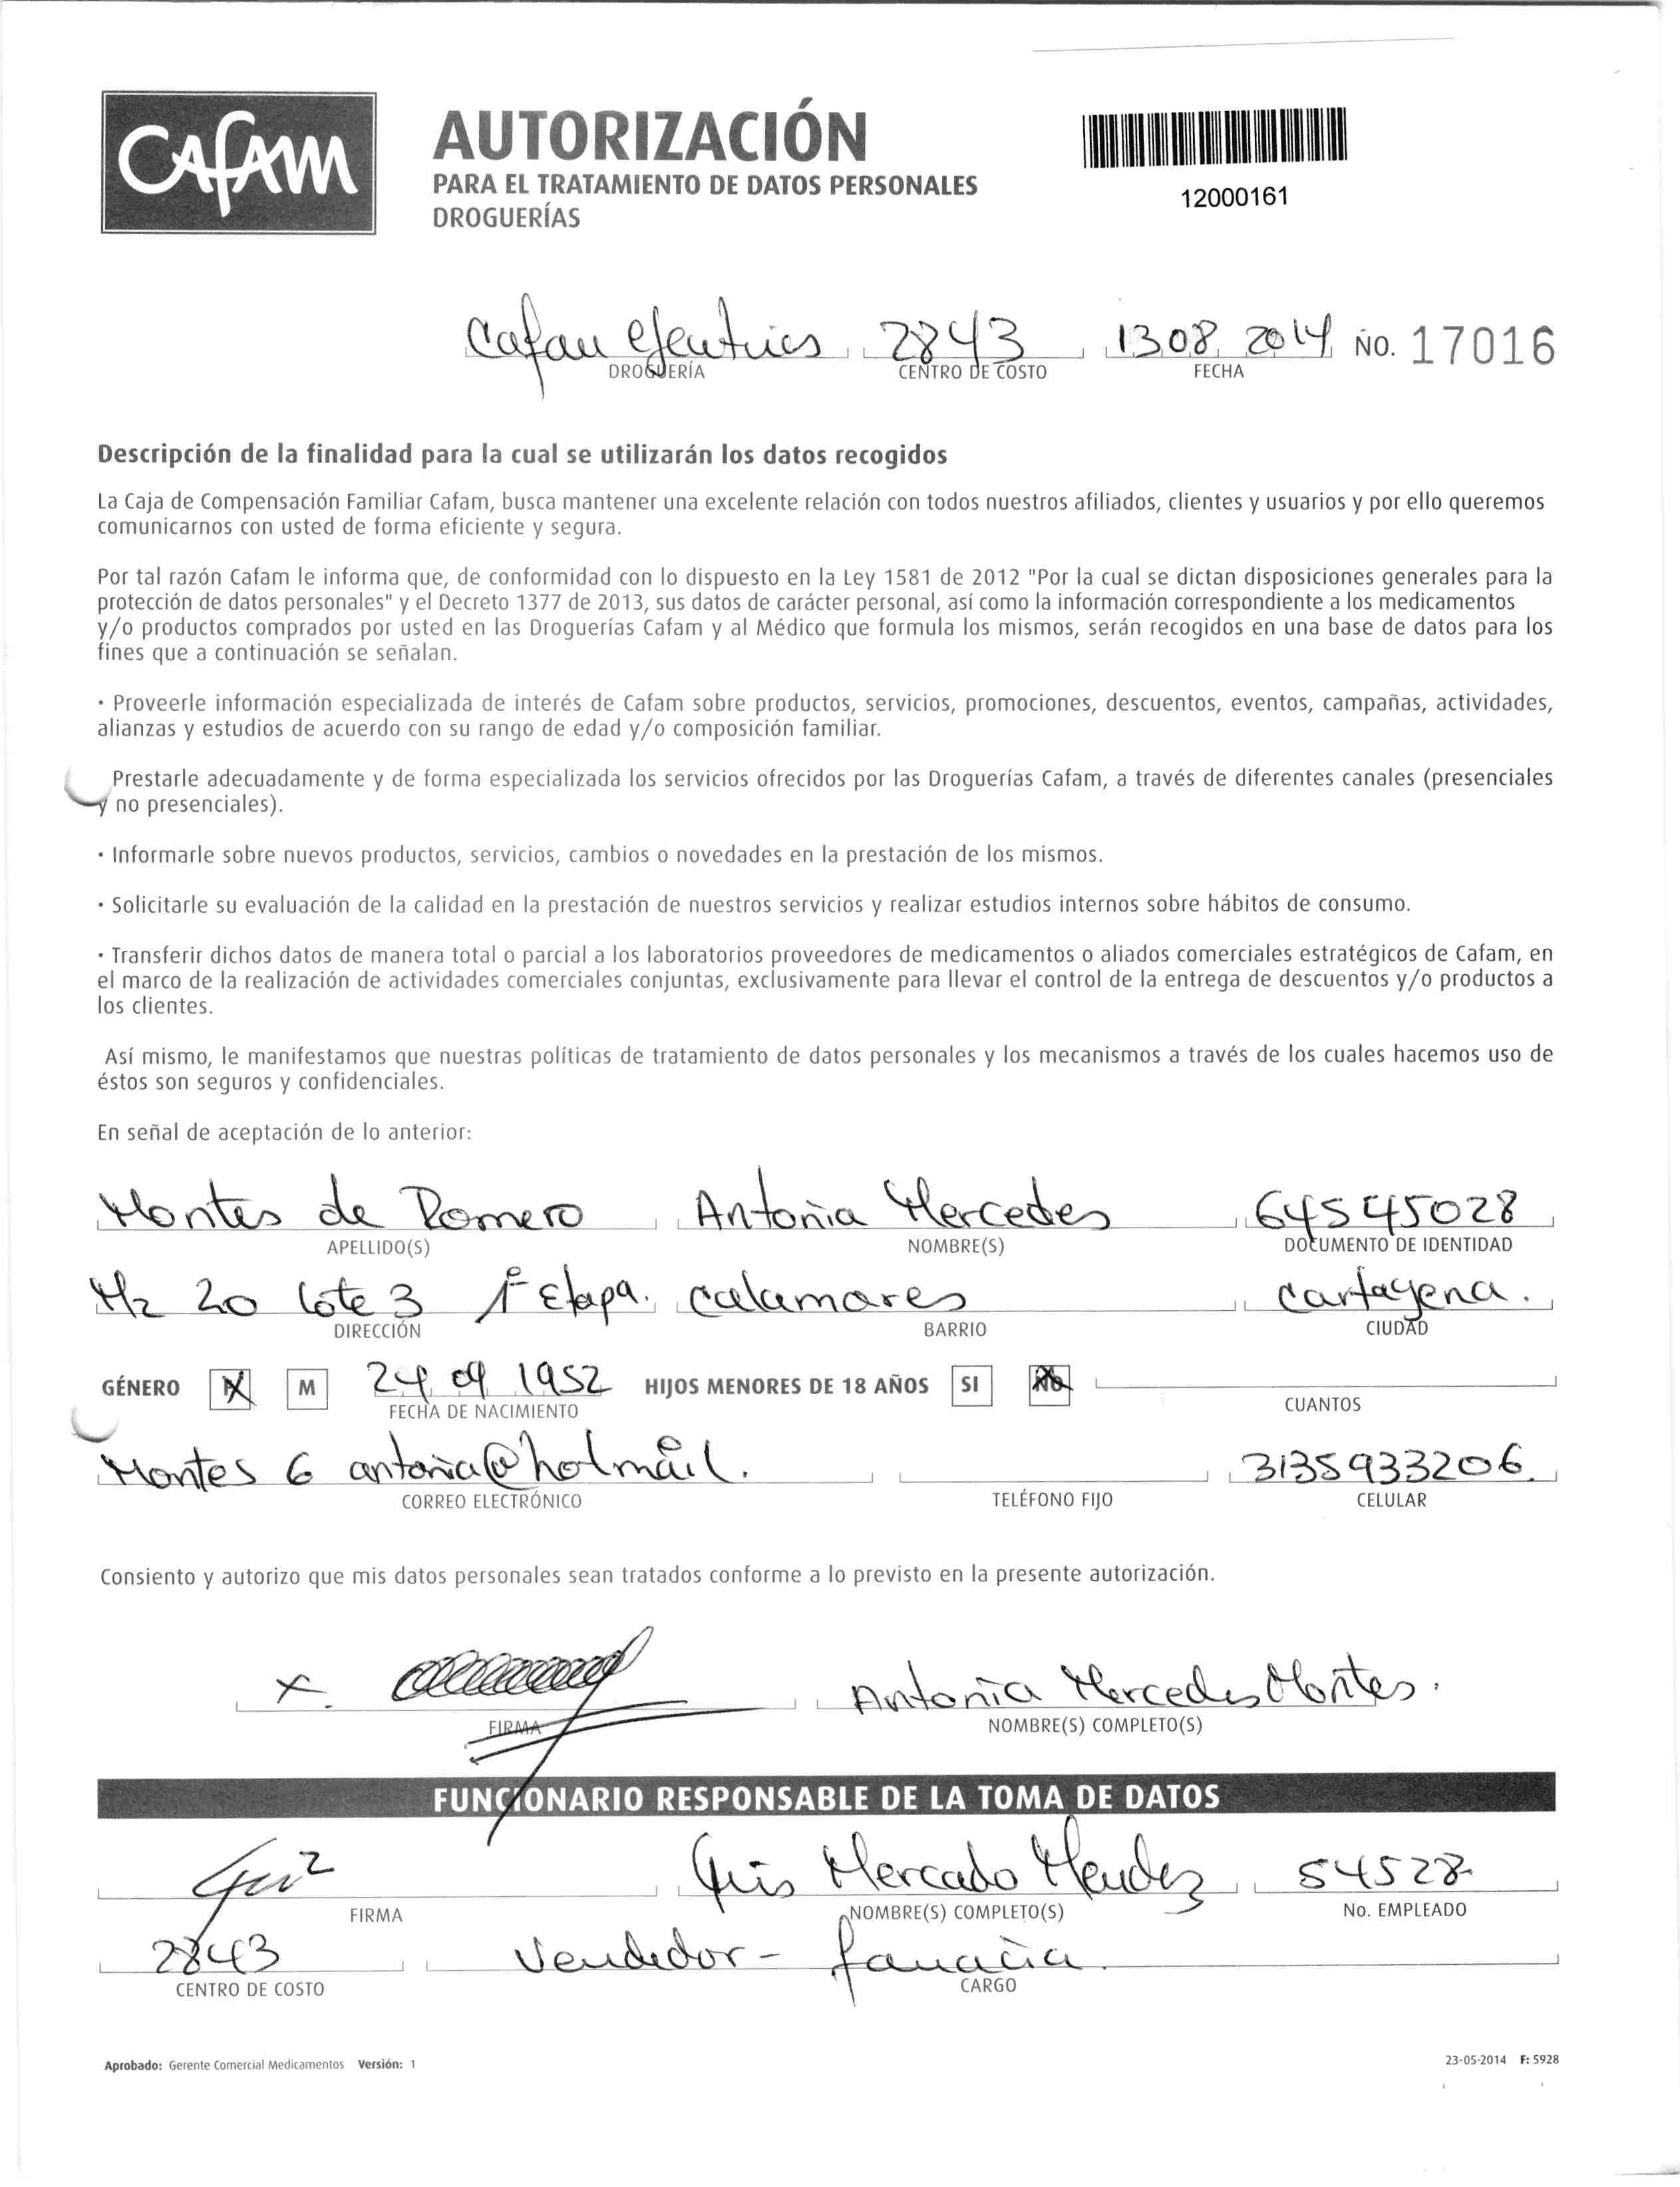 Cafam
AUTORIZACIÓN
PARA EL TRATAMIENTO DE DATOS PERSONALES
DROGUERÍAS
12000161
2843 13 08 2014 No. 17016
DROGUERÍA CENTRO DE COSTO FECHA
Descripción de la finalidad para la cual se utilizarán los datos recogidos
La Caja de Compensación Familiar Cafam, busca mantener una excelente relación con todos nuestros afiliados, clientes y usuarios y por ello queremos
comunicarnos con usted de forma eficiente y segura.
Por tal razón Cafam le informa que, de conformidad con lo dispuesto en la Ley 1581 de 2012 "Por la cual se dictan disposiciones generales para la
protección de datos personales" y el Decreto 1377 de 2013, sus datos de carácter personal, así como la información correspondiente a los medicamentos
y/o productos comprados por usted en las Droguerías Cafam y al Médico que formula los mismos, serán recogidos en una base de datos para los
fines que a continuación se señalan.
· Proveerle información especializada de interés de Cafam sobre productos, servicios, promociones, descuentos, eventos, campañas, actividades,
alianzas y estudios de acuerdo con su rango de edad y/o composición familiar.
Prestarle adecuadamente y de forma especializada los servicios ofrecidos por las Droguerías Cafam, a través de diferentes canales (presenciales
y no presenciales).
· Informarle sobre nuevos productos, servicios, cambios o novedades en la prestación de los mismos.
· Solicitarle su evaluación de la calidad en la prestación de nuestros servicios y realizar estudios internos sobre hábitos de consumo.
· Transferir dichos datos de manera total o parcial a los laboratorios proveedores de medicamentos o aliados comerciales estratégicos de Cafam, en
el marco de la realización de actividades comerciales conjuntas, exclusivamente para llevar el control de la entrega de descuentos y/o productos a
los clientes.
Así mismo, le manifestamos que nuestras políticas de tratamiento de datos personales y los mecanismos a través de los cuales hacemos uso de
éstos son seguros y confidenciales.
En señal de aceptación de lo anterior:
Montes de Romero Antonia Mercedes 64545028
APELLIDO(S) NOMBRE(S) DOCUMENTO DE IDENTIDAD
Mz 20 lote 3 1ª Etapa. Calamares Cartagena.
DIRECCIÓN BARRIO CIUDAD
GÉNERO F M 24 09 1952 HIJOS MENORES DE 18 AÑOS SI NO
FECHA DE NACIMIENTO CUANTOS
Montes 6 antonia@hotmail. 3135933206
CORREO ELECTRÓNICO TELÉFONO FIJO CELULAR
Consiento y autorizo que mis datos personales sean tratados conforme a lo previsto en la presente autorización.
X Antonia Mercedes Montes.
FIRMA NOMBRE(S) COMPLETO(S)
FUNCIONARIO RESPONSABLE DE LA TOMA DE DATOS
Mercado Mendez 54528
FIRMA NOMBRE(S) COMPLETO(S) No. EMPLEADO
2843 Vendedor -
CENTRO DE COSTO CARGO
Aprobado: Gerente Comercial Medicamentos Versión: 1 23-05-2014 F: 5928